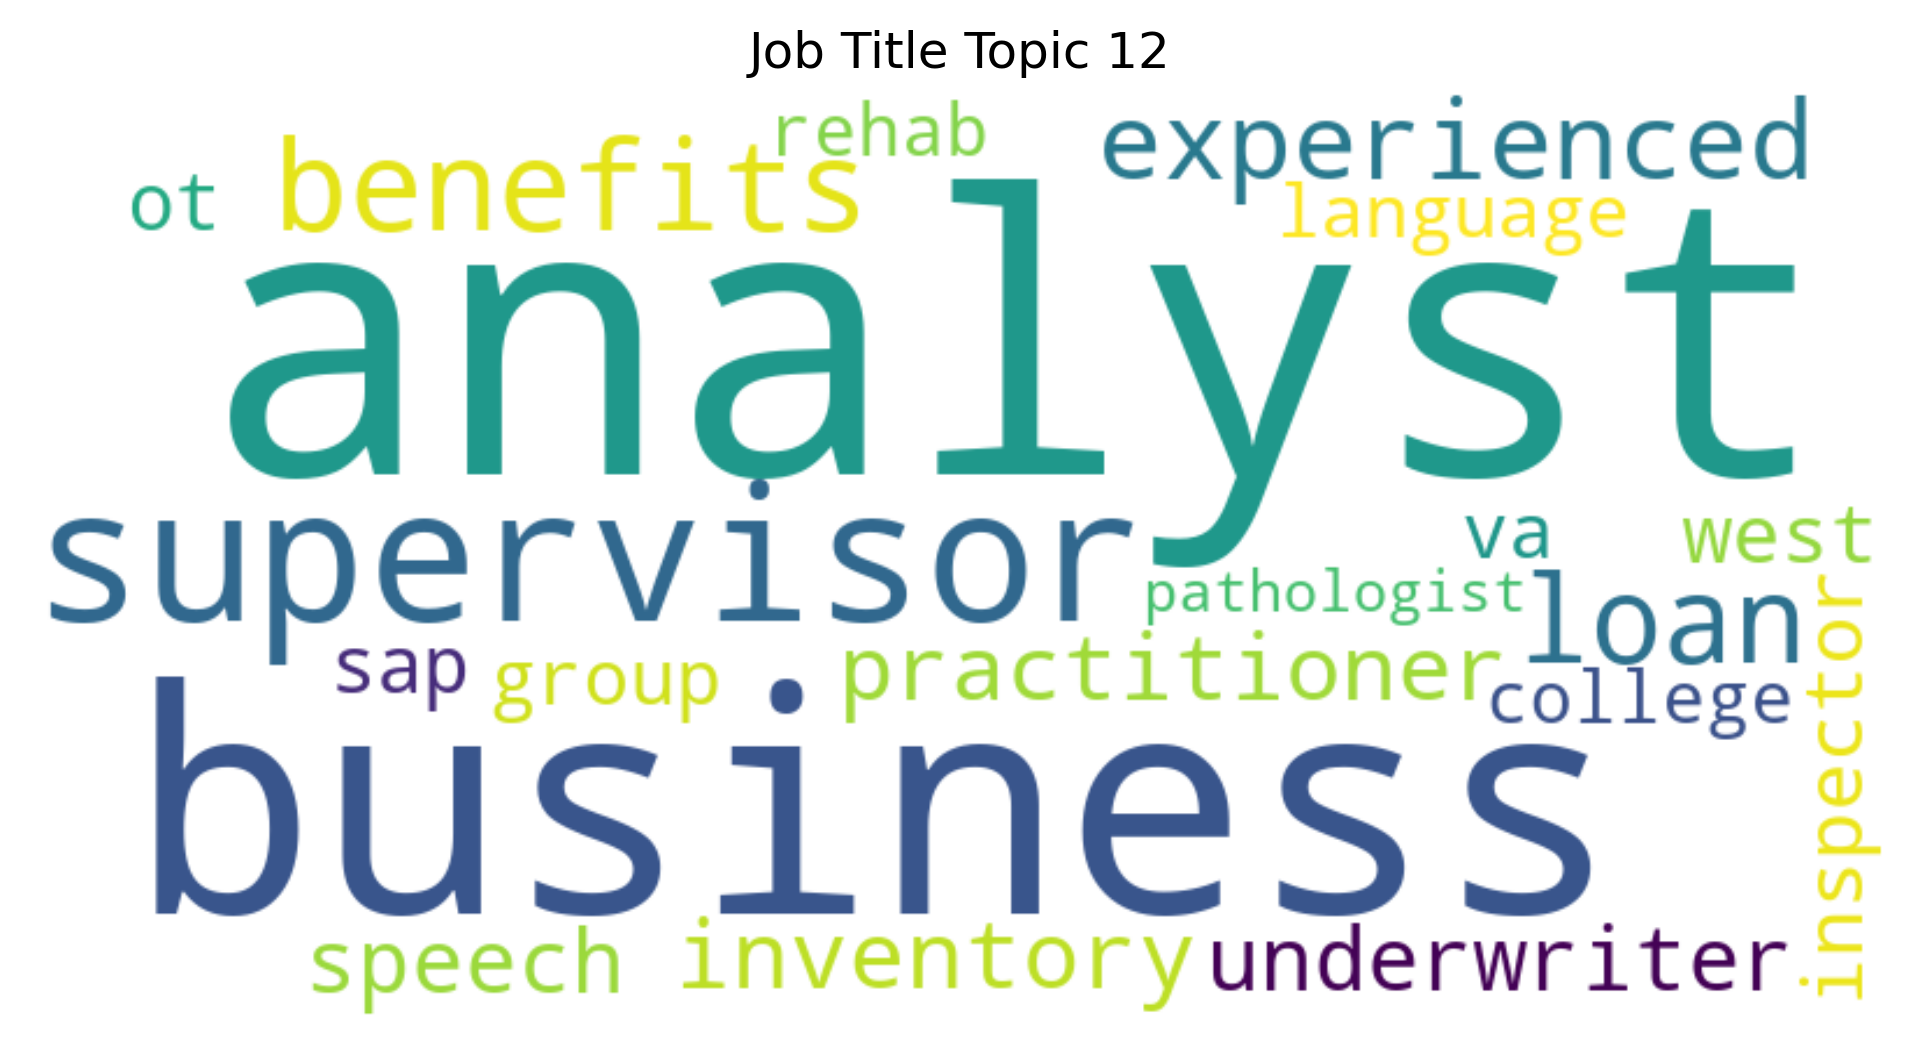 Job Title Topic 12
rehab
experienced
benefits
ot
language
analyst
supervisor
va
west
pathologist
loan
sap
group
practitioner
college
inspector
business
speech
inventory
underwriter